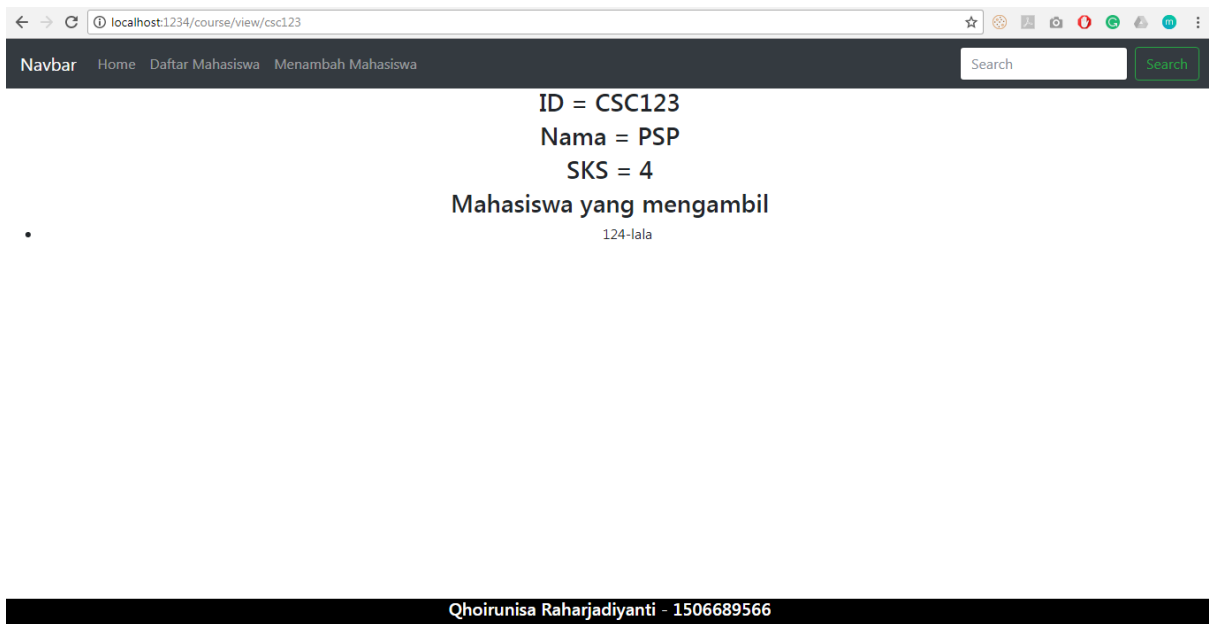 localhost:1234/course/view/csc123
Navbar Home Daftar Mahasiswa Menambah Mahasiswa Search Search
ID = CSC123
Nama = PSP
SKS = 4
Mahasiswa yang mengambil
• 124-lala
Qhoirunisa Raharjadiyanti - 1506689566